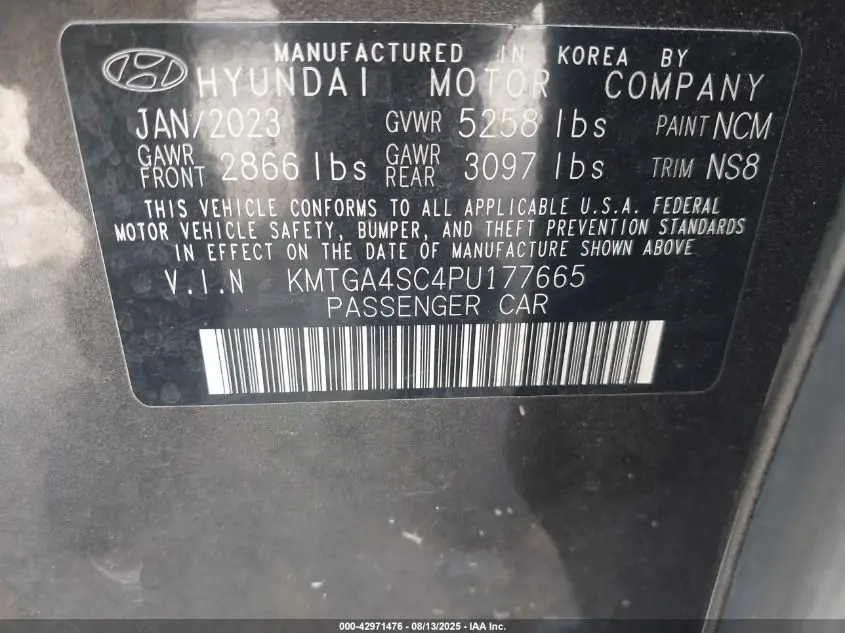 MANUFACTURED IN KOREA BY
HYUNDAI MOTOR COMPANY
JAN/2023 GVWR 5258 lbs PAINT NCM
GAWR FRONT 2866 lbs GAWR REAR 3097 lbs TRIM NS8
THIS VEHICLE CONFORMS TO ALL APPLICABLE U.S.A. FEDERAL
MOTOR VEHICLE SAFETY, BUMPER, AND THEFT PREVENTION STANDARDS
IN EFFECT ON THE DATE OF MANUFACTURE SHOWN ABOVE
V.I.N KMTGA4SC4PU177665
PASSENGER CAR
000-42971476 - 08/13/2025 - IAA Inc.